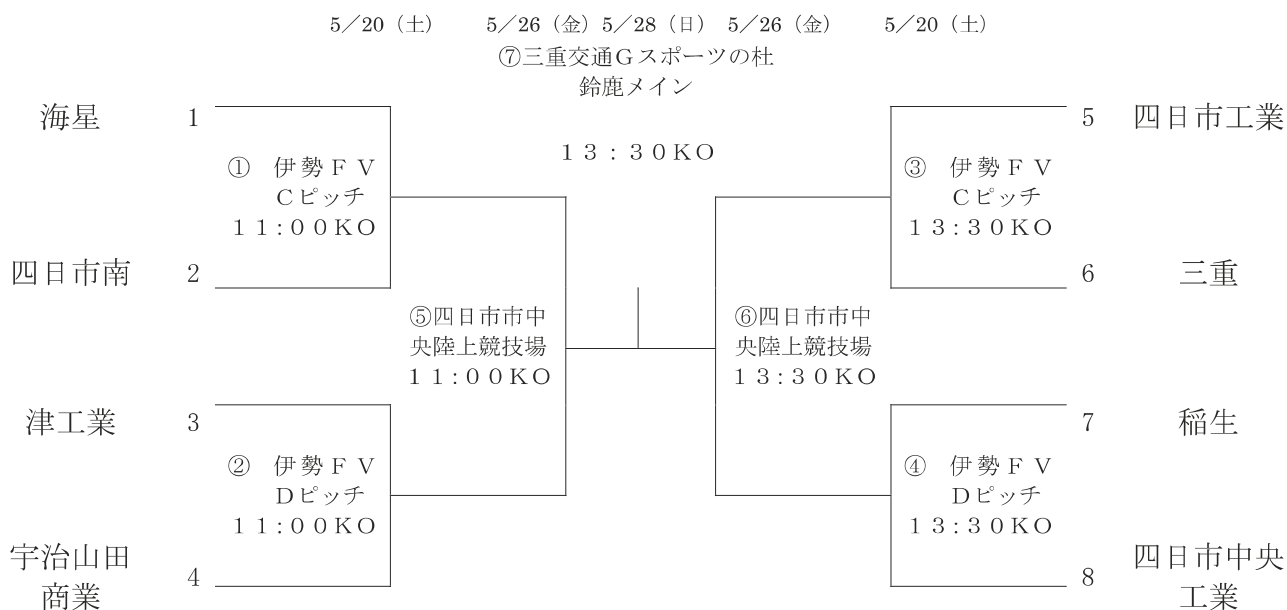 5／20（土） 5／26（金） 5／28（日） 5／26（金） 5／20（土）
⑦三重交通Ｇスポーツの杜
鈴鹿メイン
１３：３０ＫＯ
海星 1
① 伊勢ＦＶ
Ｃピッチ
１１：００ＫＯ
四日市南 2
⑤四日市市中
央陸上競技場
１１：００ＫＯ
津工業 3
② 伊勢ＦＶ
Ｄピッチ
１１：００ＫＯ
宇治山田
商業 4
5 四日市工業
③ 伊勢ＦＶ
Ｃピッチ
１３：３０ＫＯ
6 三重
⑥四日市市中
央陸上競技場
１３：３０ＫＯ
7 稲生
④ 伊勢ＦＶ
Ｄピッチ
１３：３０ＫＯ
8 四日市中央
工業